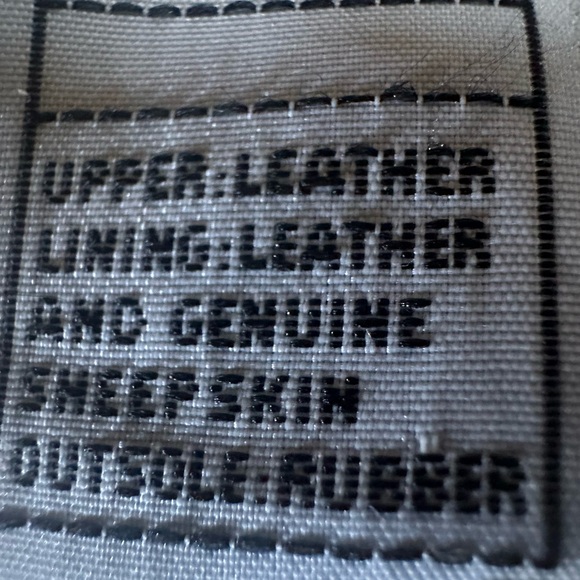 UPPER:LEATHER
LINING:LEATHER
AND GENUINE
SHEEPSKIN
OUTSOLE:RUBBER